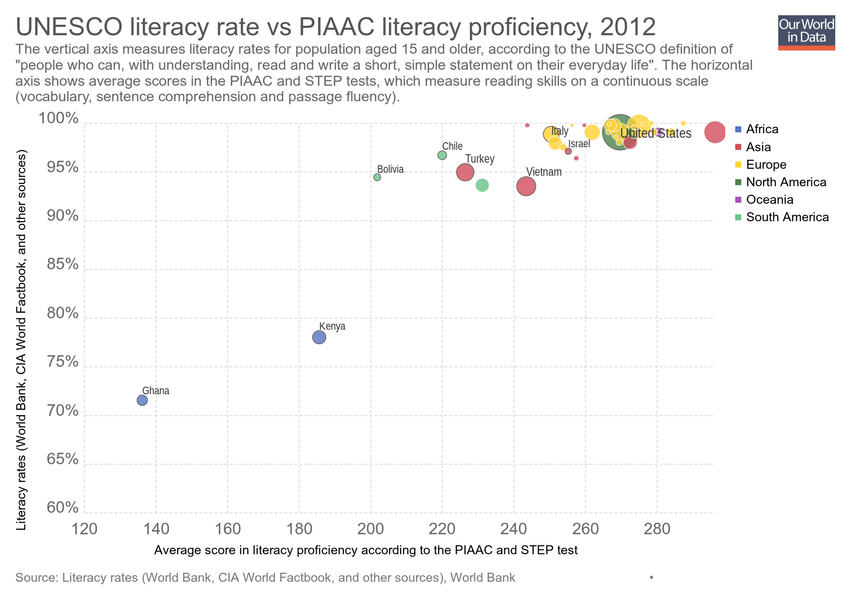 UNESCO literacy rate vs PIAAC literacy proficiency, 2012
Our World
in Data
The vertical axis measures literacy rates for population aged 15 and older, according to the UNESCO definition of
"people who can, with understanding, read and write a short, simple statement on their everyday life". The horizontal
axis shows average scores in the PIAAC and STEP tests, which measure reading skills on a continuous scale
(vocabulary, sentence comprehension and passage fluency).
Literacy rates (World Bank, CIA World Factbook, and other sources)
100%
95%
90%
85%
80%
75%
70%
65%
60%
Italy
United States
Israel
Chile
Turkey
Bolivia
Vietnam
Kenya
Ghana
Africa
Asia
Europe
North America
Oceania
South America
120 140 160 180 200 220 240 260 280
Average score in literacy proficiency according to the PIAAC and STEP test
Source: Literacy rates (World Bank, CIA World Factbook, and other sources), World Bank •